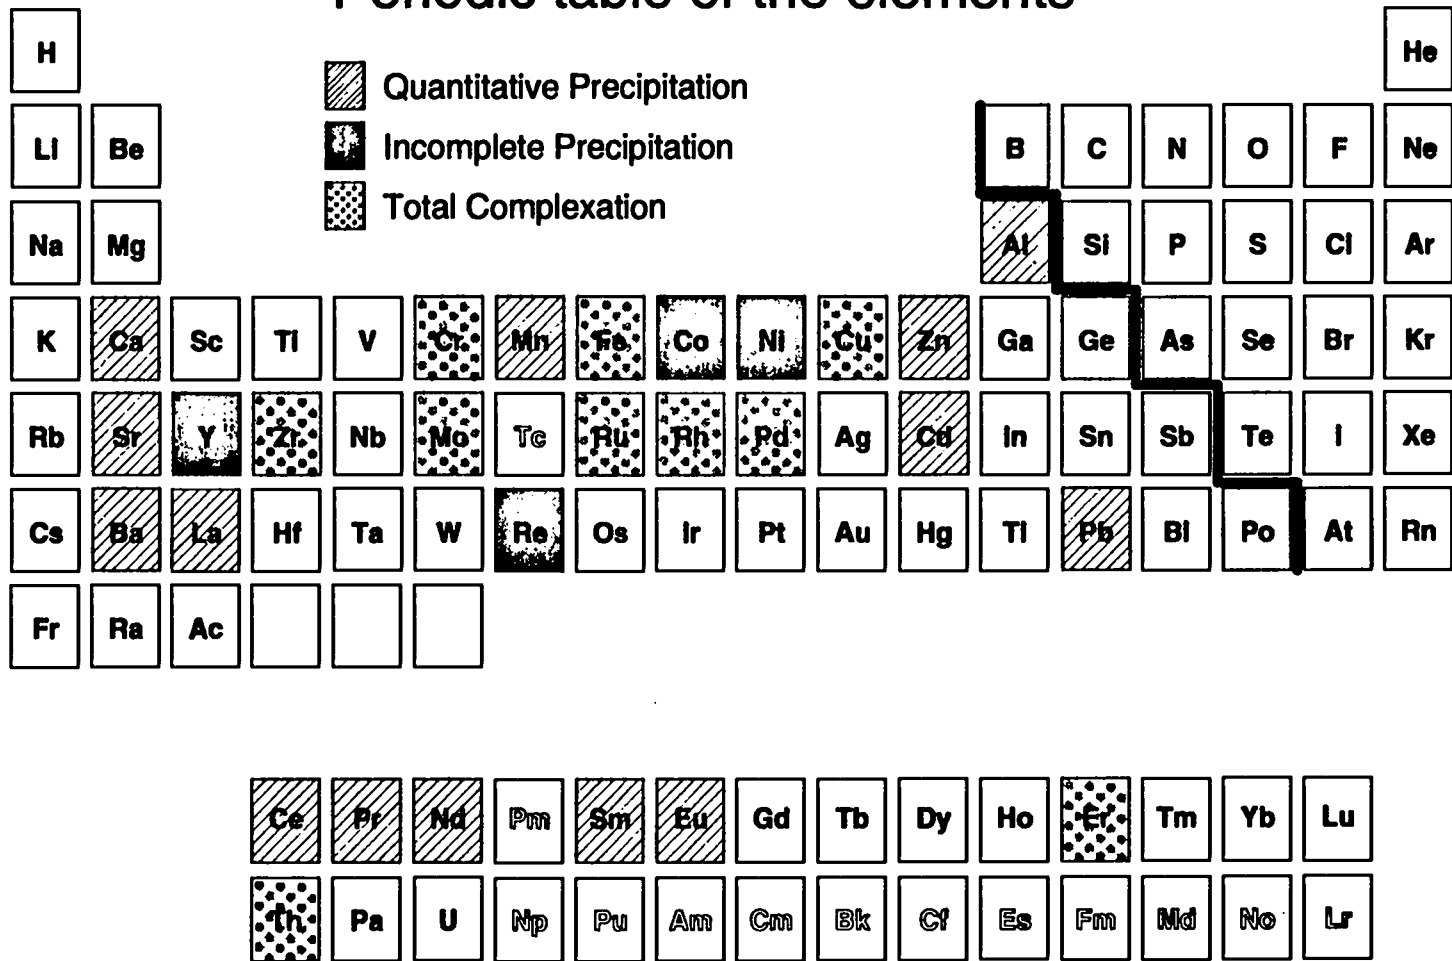 Periodic table of the elements
H He
Quantitative Precipitation
Li Be Incomplete Precipitation B C N O F Ne
Total Complexation
Na Mg Al Si P S Cl Ar
K Ca Sc Ti V Cr Mn Fe Co Ni Cu Zn Ga Ge As Se Br Kr
Rb Sr Y Zr Nb Mo Tc Ru Rh Pd Ag Cd In Sn Sb Te I Xe
Cs Ba La Hf Ta W Re Os Ir Pt Au Hg Tl Pb Bi Po At Rn
Fr Ra Ac
Ce Pr Nd Pm Sm Eu Gd Tb Dy Ho Er Tm Yb Lu
Th Pa U Np Pu Am Cm Bk Cf Es Fm Md No Lr